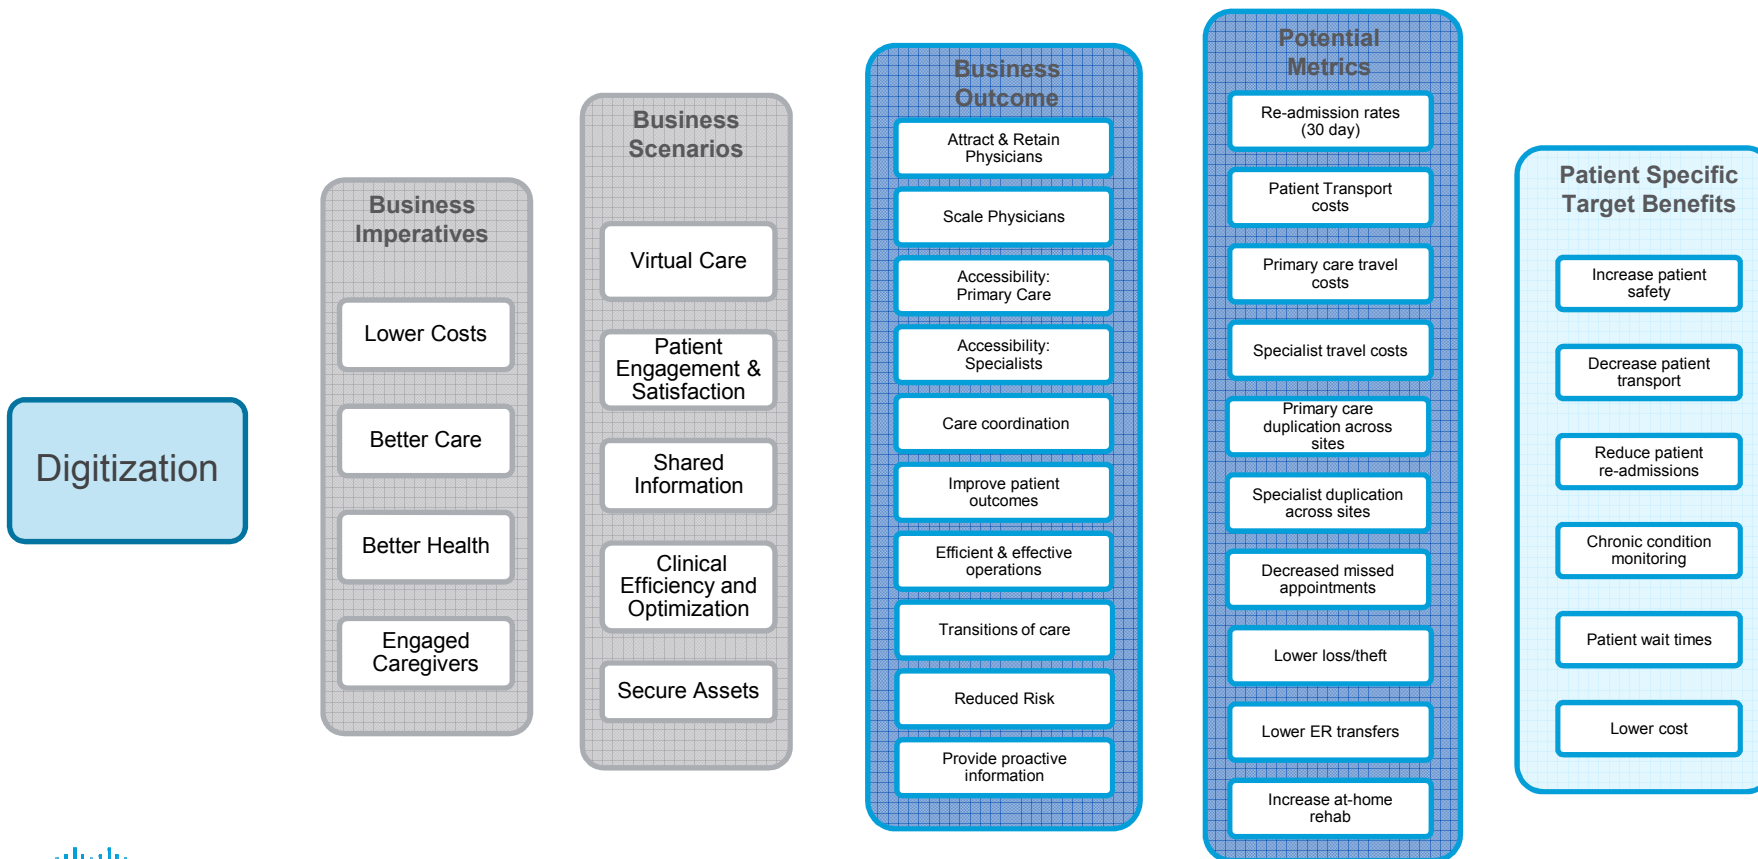 Digitization
Business
Imperatives
Lower Costs
Better Care
Better Health
Engaged
Caregivers
Business
Scenarios
Virtual Care
Patient
Engagement &
Satisfaction
Shared
Information
Clinical
Efficiency and
Optimization
Secure Assets
Business
Outcome
Attract & Retain
Physicians
Scale Physicians
Accessibility:
Primary Care
Accessibility:
Specialists
Care coordination
Improve patient
outcomes
Efficient & effective
operations
Transitions of care
Reduced Risk
Provide proactive
information
Potential
Metrics
Re-admission rates
(30 day)
Patient Transport
costs
Primary care travel
costs
Specialist travel costs
Primary care
duplication across
sites
Specialist duplication
across sites
Decreased missed
appointments
Lower loss/theft
Lower ER transfers
Increase at-home
rehab
Patient Specific
Target Benefits
Increase patient
safety
Decrease patient
transport
Reduce patient
re-admissions
Chronic condition
monitoring
Patient wait times
Lower cost